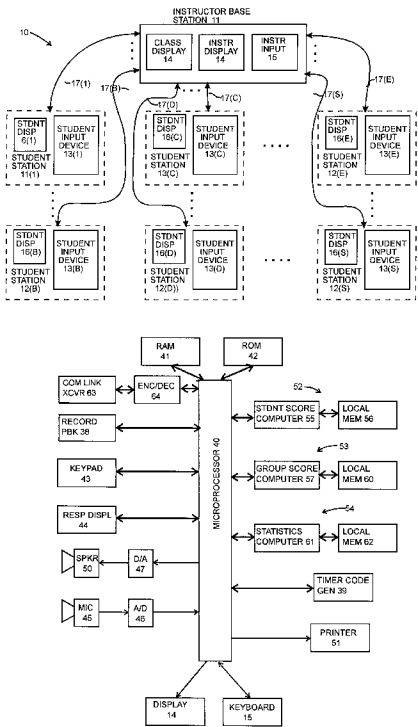 INSTRUCTOR BASE
STATION 11
10
CLASS
DISPLAY
14
INSTR
DISPLAY
14
INSTR
INPUT
15
17(1)
17(B)
17(D)
17(C)
17(S)
17(E)
STDNT
DISP
6(1)
STUDENT
INPUT
DEVICE
13(1)
STUDENT
STATION
11(1)
STDNT
DISP
16(C)
STUDENT
INPUT
DEVICE
13(C)
STUDENT
STATION
13(C)
STDNT
DISP
16(E)
STUDENT
INPUT
DEVICE
13(E)
STUDENT
STATION
12(E)
STDNT
DISP
16(B)
STUDENT
INPUT
DEVICE
13(B)
STUDENT
STATION
12(B)
STDNT
DISP
16(D)
STUDENT
INPUT
DEVICE
13(D)
STUDENT
STATION
12(D))
STDNT
DISP
16(S)
STUDENT
INPUT
DEVICE
13(S)
STUDENT
STATION
12(S)
RAM
41
ROM
42
COM LINK
XCVR 63
ENC/DEC
64
RECORD
PBK 38
KEYPAD
43
RESP DISPL
44
SPKR
50
D/A
47
MIC
45
A/D
46
MICROPROCESSOR 40
52
STDNT SCORE
COMPUTER 55
LOCAL
MEM 56
53
GROUP SCORE
COMPUTER 57
LOCAL
MEM 60
54
STATISTICS
COMPUTER 61
LOCAL
MEM 62
TIMER CODE
GEN 39
PRINTER
51
DISPLAY
14
KEYBOARD
15